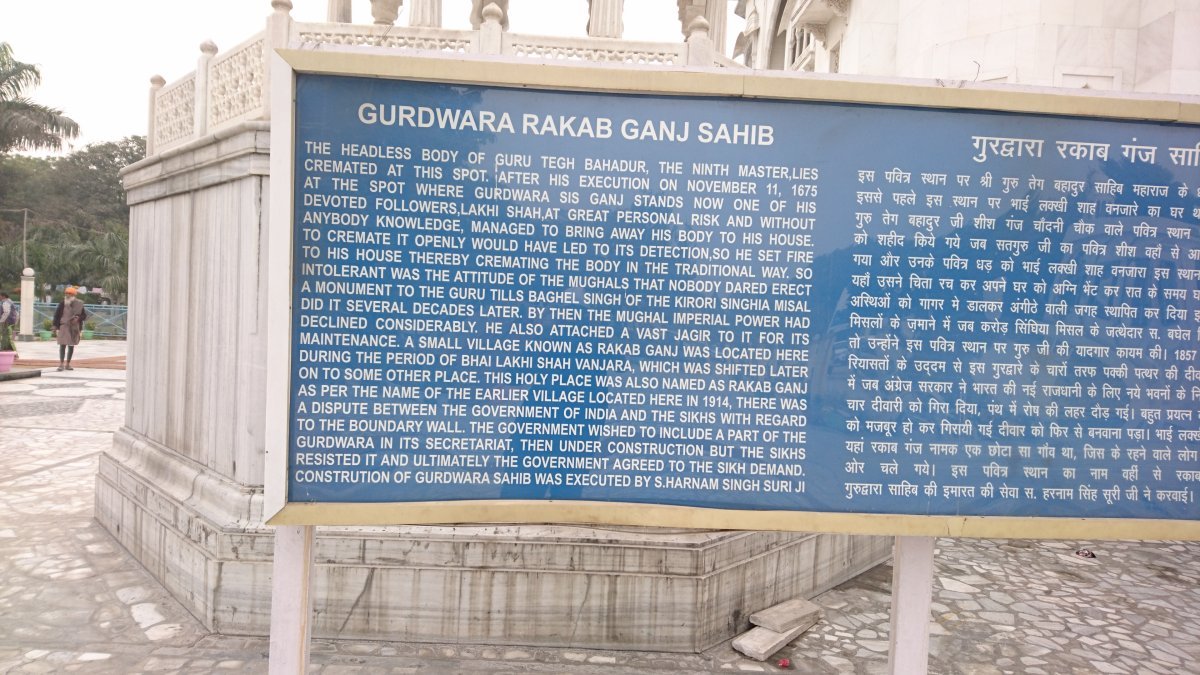 GURDWARA RAKAB GANJ SAHIB
THE HEADLESS BODY OF GURU TEGH BAHADUR, THE NINTH MASTER,LIES
CREMATED AT THIS SPOT. AFTER HIS EXECUTION ON NOVEMBER 11, 1675
AT THE SPOT WHERE GURDWARA SIS GANJ STANDS NOW ONE OF HIS
DEVOTED FOLLOWERS,LAKHI SHAH,AT GREAT PERSONAL RISK AND WITHOUT
ANYBODY KNOWLEDGE, MANAGED TO BRING AWAY HIS BODY TO HIS HOUSE.
TO CREMATE IT OPENLY WOULD HAVE LED TO ITS DETECTION,SO HE SET FIRE
TO HIS HOUSE THEREBY CREMATING THE BODY IN THE TRADITIONAL WAY. SO
INTOLERANT WAS THE ATTITUDE OF THE MUGHALS THAT NOBODY DARED ERECT
A MONUMENT TO THE GURU TILLS BAGHEL SINGH OF THE KIRORI SINGHIA MISAL
DID IT SEVERAL DECADES LATER. BY THEN THE MUGHAL IMPERIAL POWER HAD
DECLINED CONSIDERABLY. HE ALSO ATTACHED A VAST JAGIR TO IT FOR ITS
MAINTENANCE. A SMALL VILLAGE KNOWN AS RAKAB GANJ WAS LOCATED HERE
DURING THE PERIOD OF BHAI LAKHI SHAH VANJARA, WHICH WAS SHIFTED LATER
ON TO SOME OTHER PLACE. THIS HOLY PLACE WAS ALSO NAMED AS RAKAB GANJ
AS PER THE NAME OF THE EARLIER VILLAGE LOCATED HERE IN 1914, THERE WAS
A DISPUTE BETWEEN THE GOVERNMENT OF INDIA AND THE SIKHS WITH REGARD
TO THE BOUNDARY WALL. THE GOVERNMENT WISHED TO INCLUDE A PART OF THE
GURDWARA IN ITS SECRETARIAT, THEN UNDER CONSTRUCTION BUT THE SIKHS
RESISTED IT AND ULTIMATELY THE GOVERNMENT AGREED TO THE SIKH DEMAND.
CONSTRUTION OF GURDWARA SAHIB WAS EXECUTED BY S.HARNAM SINGH SURI JI
गुरद्वारा रकाब गंज
इस पवित्र स्थान पर श्री गुरु तेग बहादुर साहिब महाराज के
इससे पहले इस स्थान पर भाई लक्खी शाह वनजारे का घर
गुरु तेग बहादुर जी शीश गंज चाँदनी चौक वाले पवित्र स्थान
को शहीद किये गये जब सतगुरु जी का पवित्र शीश वहाँ से
गया और उनके पवित्र धड़ को भाई लक्खी शाह वनजारा इस
यहाँ उसने चिता रच कर अपने घर को अग्नि भेंट कर रात के समय
अस्थिओं को गागर मे डालकर अंगीठे वाली जगह स्थापित कर दिया
मिसलों के ज़माने में जब करोड़ सिंघिया मिसल के जत्थेदार स. बघेल
तो उन्होंने इस पवित्र स्थान पर गुरु जी की यादगार कायम की। 1857
रियासतों के उद्दम से इस गुरद्वारे के चारों तरफ पक्की पत्थर की
में जब अंग्रेज सरकार ने भारत की नई राजधानी के लिए नये भवनों के
चार दीवारी को गिरा दिया, पंथ में रोष की लहर दोड़ गई। बहुत प्रयत्न
को मजबूर हो कर गिरायी गई दीवार को फिर से बनवाना पड़ा। भाई
यहां रकाब गंज नामक एक छोटा सा गाँव था, जिस के रहने वाले लोग
ओर चले गये। इस पवित्र स्थान का नाम वहीं से
गुरुद्वारा साहिब की इमारत की सेवा स. हरनाम सिंह सूरी जी ने करवाई।